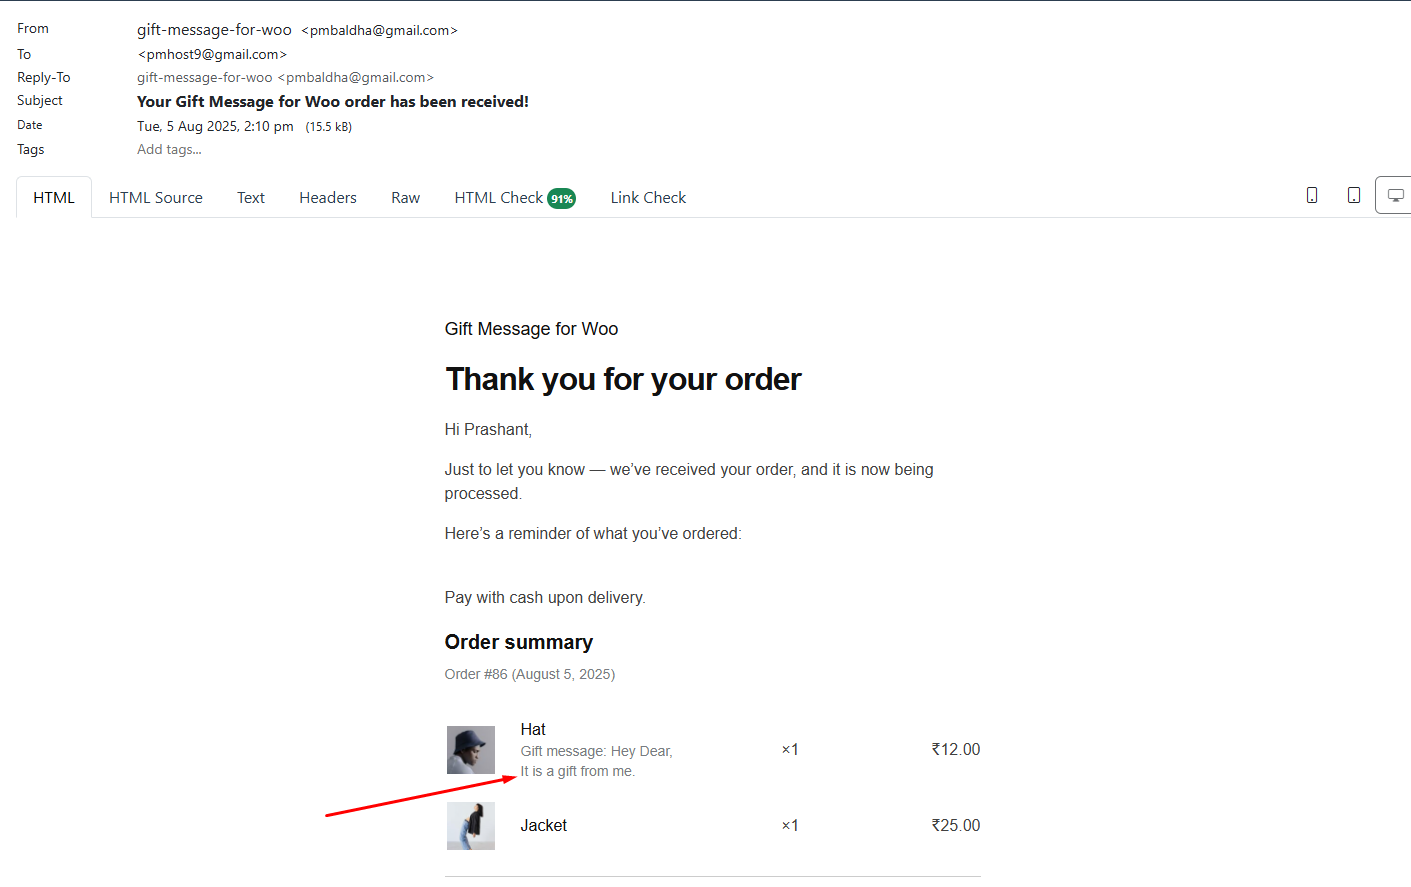 From gift-message-for-woo <pmbaldha@gmail.com>
To <pmhost9@gmail.com>
Reply-To gift-message-for-woo <pmbaldha@gmail.com>
Subject Your Gift Message for Woo order has been received!
Date Tue, 5 Aug 2025, 2:10 pm (15.5 kB)
Tags Add tags...
HTML HTML Source Text Headers Raw HTML Check 91% Link Check
Gift Message for Woo
Thank you for your order
Hi Prashant,
Just to let you know — we’ve received your order, and it is now being
processed.
Here’s a reminder of what you’ve ordered:
Pay with cash upon delivery.
Order summary
Order #86 (August 5, 2025)
Hat
Gift message: Hey Dear,
It is a gift from me.
×1 ₹12.00
Jacket ×1 ₹25.00